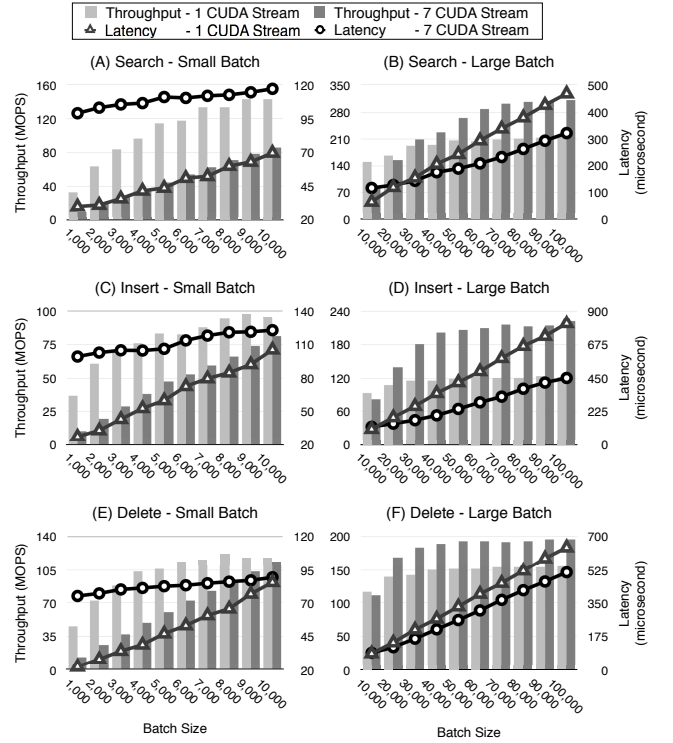 Throughput - 1 CUDA Stream Throughput - 7 CUDA Stream
Latency - 1 CUDA Stream Latency - 7 CUDA Stream
(A) Search - Small Batch
Throughput (MOPS)
160 120
120 95
80 70
40 45
0 20
1,000 2,000 3,000 4,000 5,000 6,000 7,000 8,000 9,000 10,000
(B) Search - Large Batch
350 500
280 400
210 300
140 200
70 100
0 0
Latency
(microsecond)
10,000 20,000 30,000 40,000 50,000 60,000 70,000 80,000 90,000 100,000
(C) Insert - Small Batch
Throughput (MOPS)
100 140
75 110
50 80
25 50
0 20
1,000 2,000 3,000 4,000 5,000 6,000 7,000 8,000 9,000 10,000
(D) Insert - Large Batch
240 900
180 675
120 450
60 225
0 0
Latency
(microsecond)
10,000 20,000 30,000 40,000 50,000 60,000 70,000 80,000 90,000 100,000
(E) Delete - Small Batch
Throughput (MOPS)
140 120
105 95
70 70
35 45
0 20
1,000 2,000 3,000 4,000 5,000 6,000 7,000 8,000 9,000 10,000
Batch Size
(F) Delete - Large Batch
200 700
150 525
100 350
50 175
0 0
Latency
(microsecond)
10,000 20,000 30,000 40,000 50,000 60,000 70,000 80,000 90,000 100,000
Batch Size